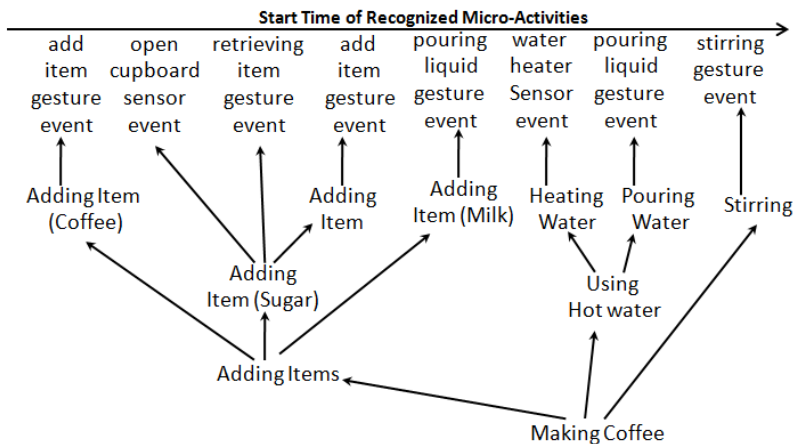 Start Time of Recognized Micro-Activities
add
item
gesture
event
open
cupboard
sensor
event
retrieving
item
gesture
event
add
item
gesture
event
pouring
liquid
gesture
event
water
heater
Sensor
event
pouring
liquid
gesture
event
stirring
gesture
event
Adding Item
(Coffee)
Adding
Item
Adding
Item (Milk)
Heating
Water
Pouring
Water
Stirring
Adding
Item (Sugar)
Using
Hot water
Adding Items
Making Coffee